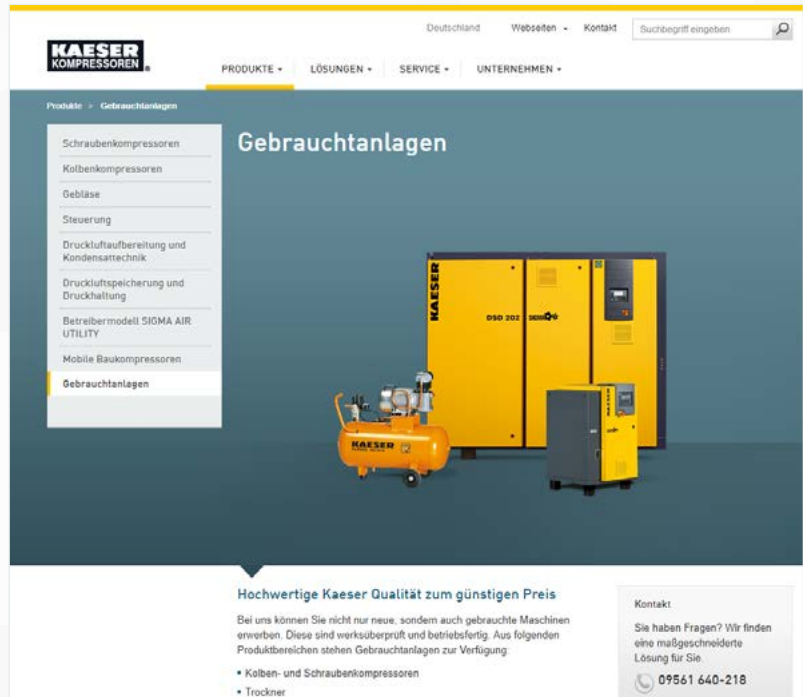 Deutschland Webseiten Kontakt Suchbegriff eingeben
KAESER
KOMPRESSOREN
PRODUKTE LÖSUNGEN SERVICE UNTERNEHMEN
Produkte > Gebrauchtanlagen
Gebrauchtanlagen
Schraubenkompressoren
Kolbenkompressoren
Gebläse
Steuerung
Druckluftaufbereitung und
Kondensattechnik
Druckluftspeicherung und
Druckhaltung
Betreibermodell SIGMA AIR
UTILITY
Mobile Baukompressoren
Gebrauchtanlagen
KAESER
DSD 202
KAESER
Hochwertige Kaeser Qualität zum günstigen Preis
Bei uns können Sie nicht nur neue, sondern auch gebrauchte Maschinen
erwerben. Diese sind werksüberprüft und betriebsfertig. Aus folgenden
Produktbereichen stehen Gebrauchtanlagen zur Verfügung:
• Kolben- und Schraubenkompressoren
• Trockner
Kontakt
Sie haben Fragen? Wir finden
eine maßgeschneiderte
Lösung für Sie.
09561 640-218